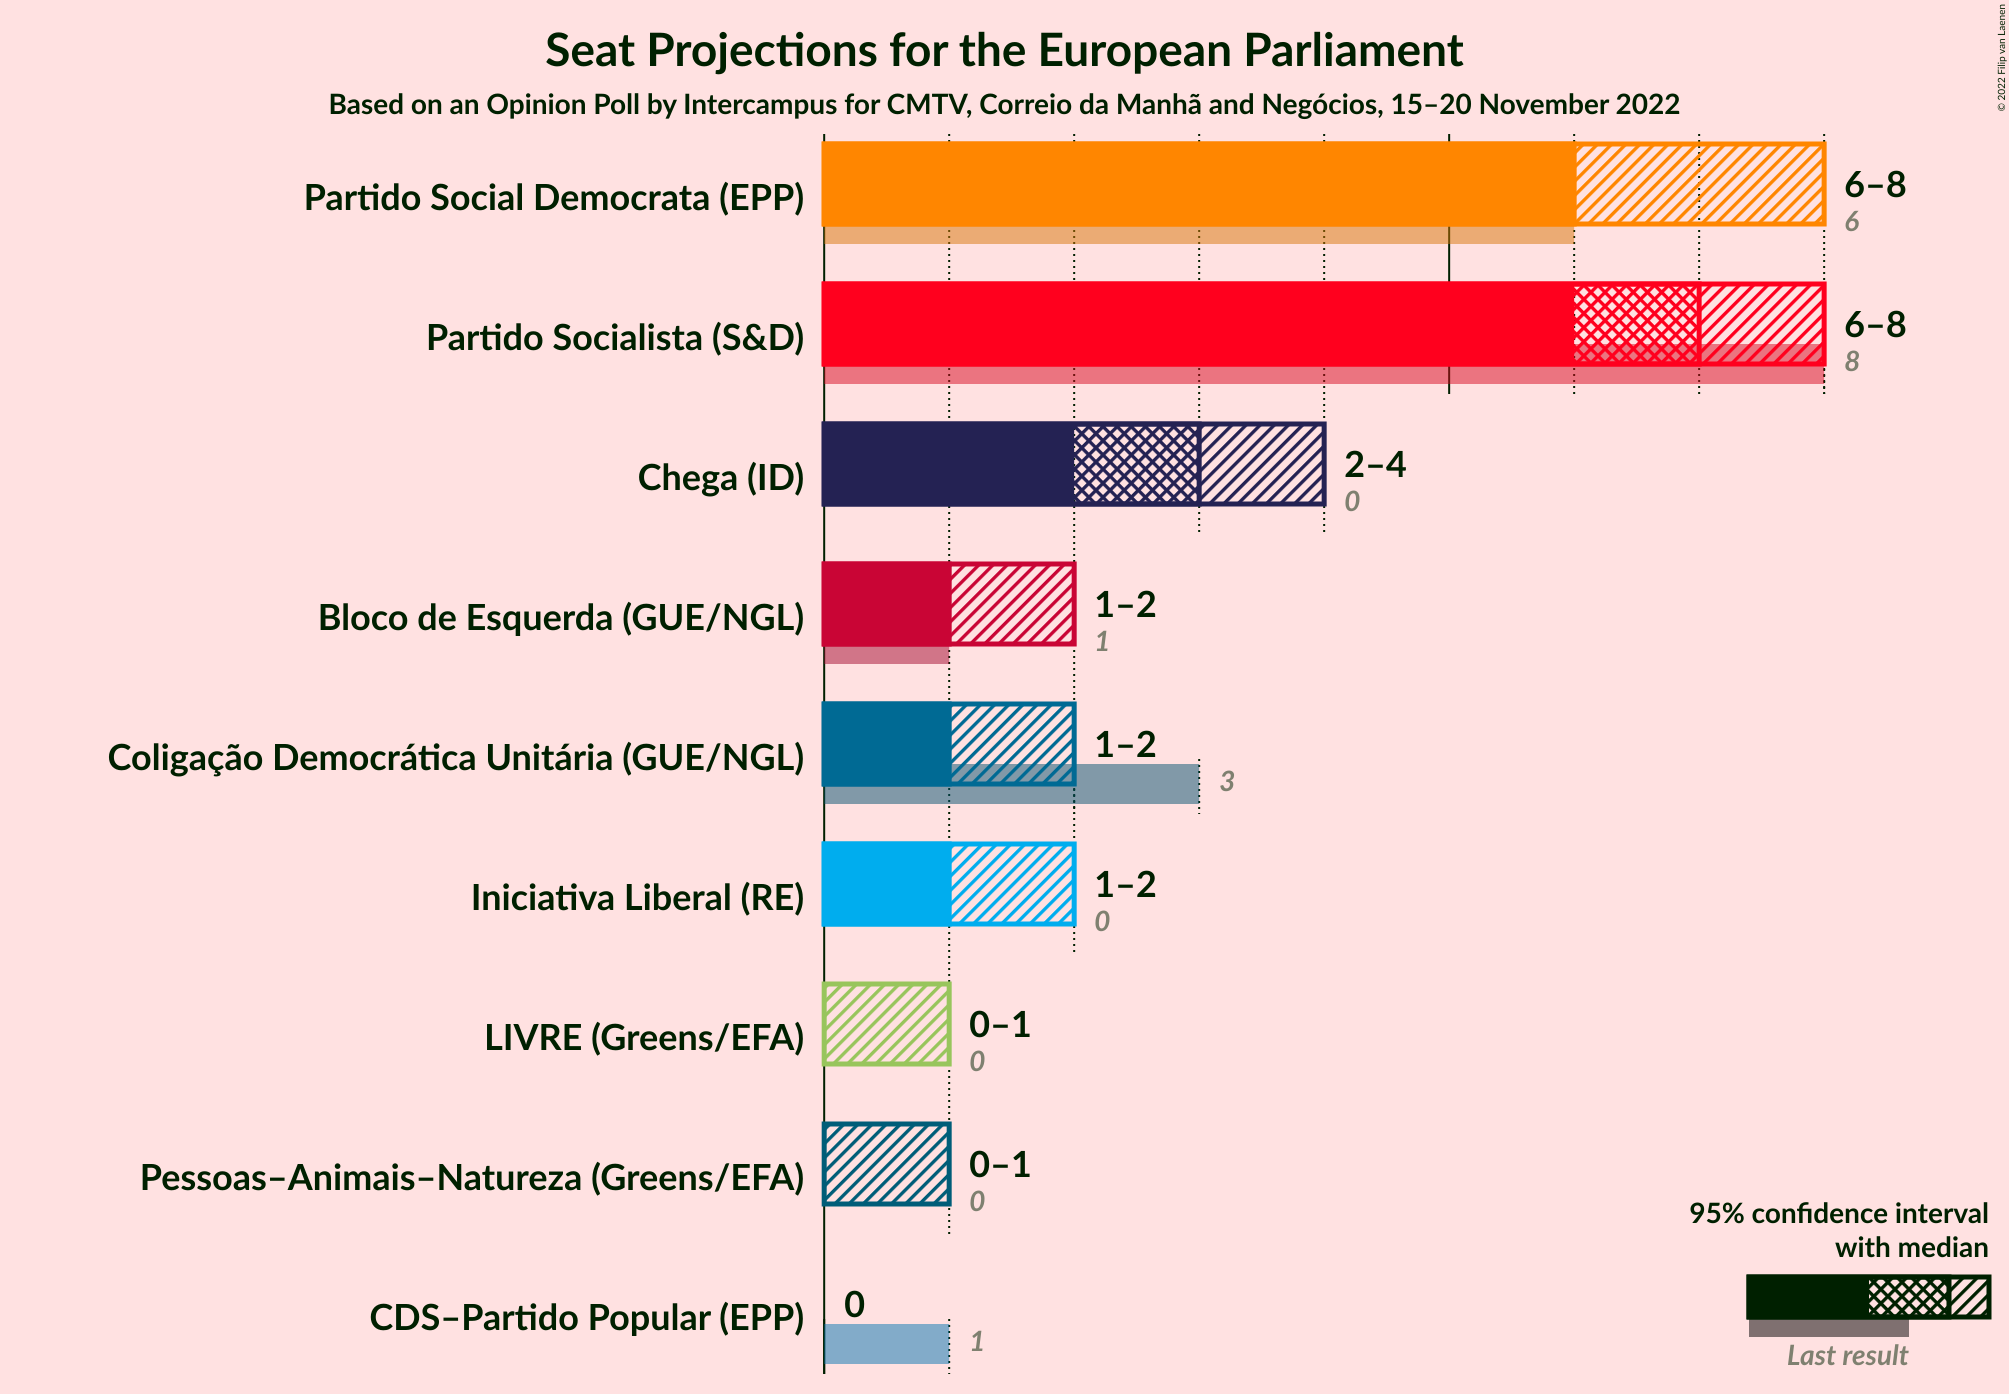 Seat Projections for the European Parliament
Based on an Opinion Poll by Intercampus for CMTV, Correio da Manhã and Negócios, 15–20 November 2022
© 2022 Filip van Laenen
Partido Social Democrata (EPP)
6–8
6
Partido Socialista (S&D)
6–8
8
Chega (ID)
2–4
0
Bloco de Esquerda (GUE/NGL)
1–2
1
Coligação Democrática Unitária (GUE/NGL)
1–2
3
Iniciativa Liberal (RE)
1–2
0
LIVRE (Greens/EFA)
0–1
0
Pessoas–Animais–Natureza (Greens/EFA)
0–1
0
CDS–Partido Popular (EPP)
0
1
95% confidence interval
with median
Last result